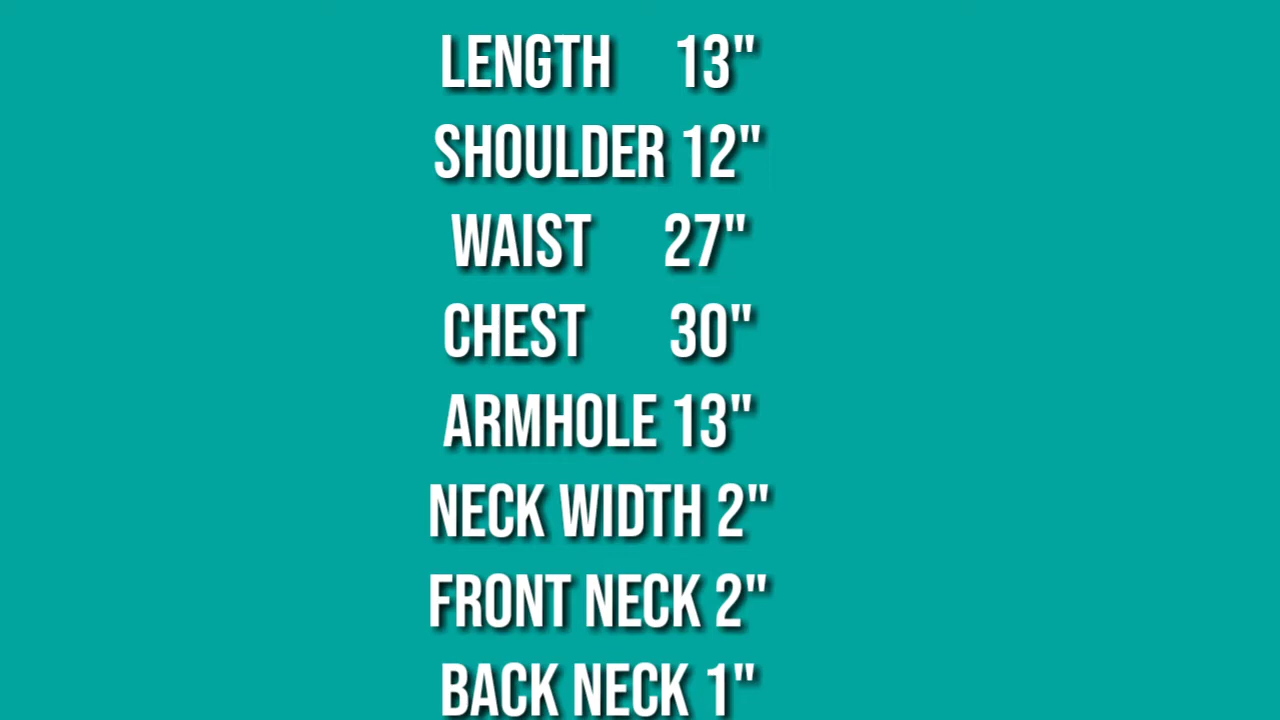 LENGTH 13"
SHOULDER 12"
WAIST 27"
CHEST 30"
ARMHOLE 13"
NECK WIDTH 2"
FRONT NECK 2"
BACK NECK 1"